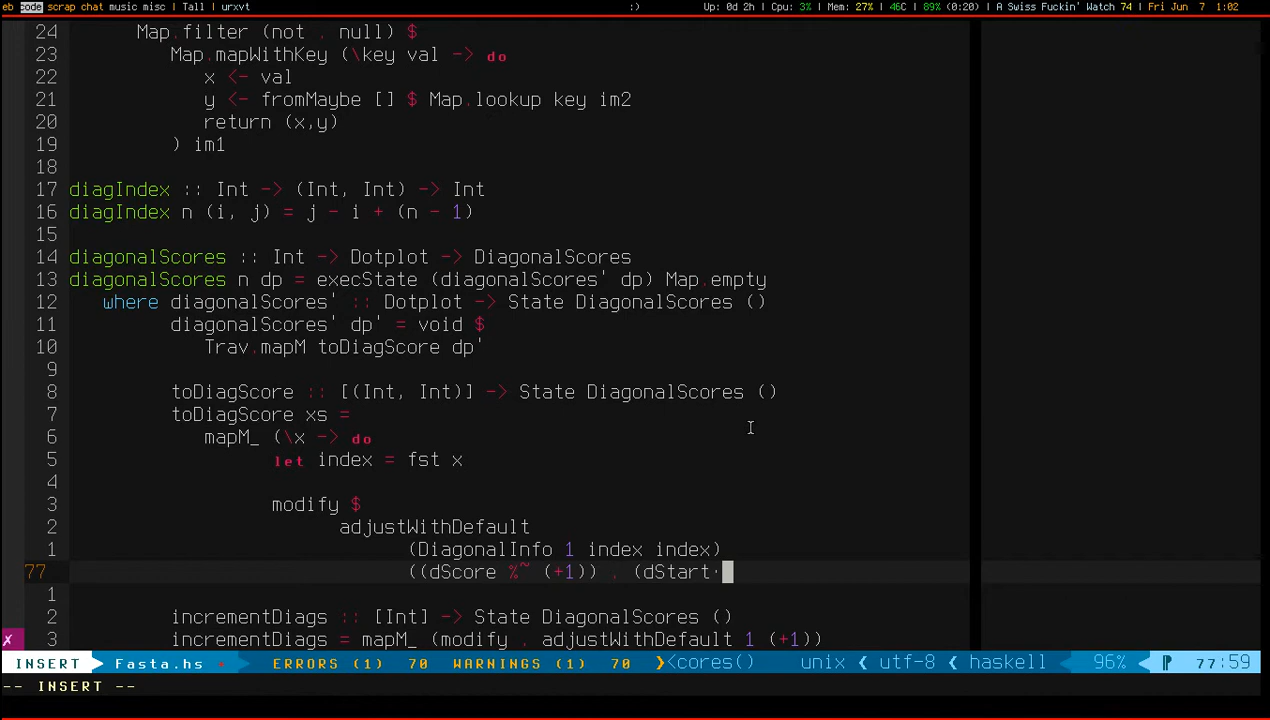 eb code scrap chat music misc | Tall | urxvt :) Up: 0d 2h | Cpu: 3% | Mem: 27% | 46C | 89% (0:20) | A Swiss Fuckin' Watch 74 | Fri Jun 7 1:02
24 Map.filter (not . null) $
23 Map.mapWithKey (\key val -> do
22 x <- val
21 y <- fromMaybe [] $ Map.lookup key im2
20 return (x,y)
19 ) im1
18
17 diagIndex :: Int -> (Int, Int) -> Int
16 diagIndex n (i, j) = j - i + (n - 1)
15
14 diagonalScores :: Int -> Dotplot -> DiagonalScores
13 diagonalScores n dp = execState (diagonalScores' dp) Map.empty
12 where diagonalScores' :: Dotplot -> State DiagonalScores ()
11 diagonalScores' dp' = void $
10 Trav.mapM toDiagScore dp'
9
8 toDiagScore :: [(Int, Int)] -> State DiagonalScores ()
7 toDiagScore xs =
6 mapM_ (\x -> do
5 let index = fst x
4
3 modify $
2 adjustWithDefault
1 (DiagonalInfo 1 index index)
77 ((dScore %~ (+1)) . (dStart·
1
2 incrementDiags :: [Int] -> State DiagonalScores ()
✗ 3 incrementDiags = mapM_ (modify . adjustWithDefault 1 (+1))
INSERT Fasta.hs + ERRORS (1) 70 WARNINGS (1) 70 <cores() unix < utf-8 < haskell 96% 77:59
-- INSERT --